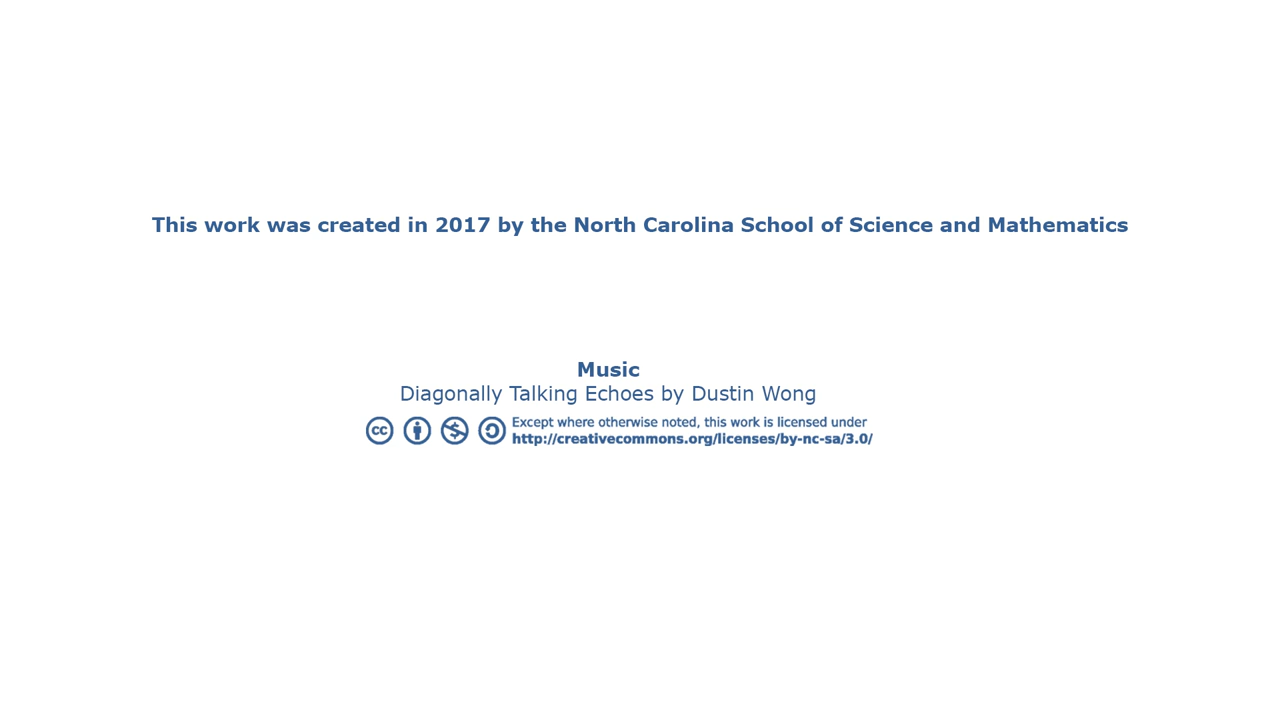 This work was created in 2017 by the North Carolina School of Science and Mathematics
Music
Diagonally Talking Echoes by Dustin Wong
cc Except where otherwise noted, this work is licensed under
http://creativecommons.org/licenses/by-nc-sa/3.0/